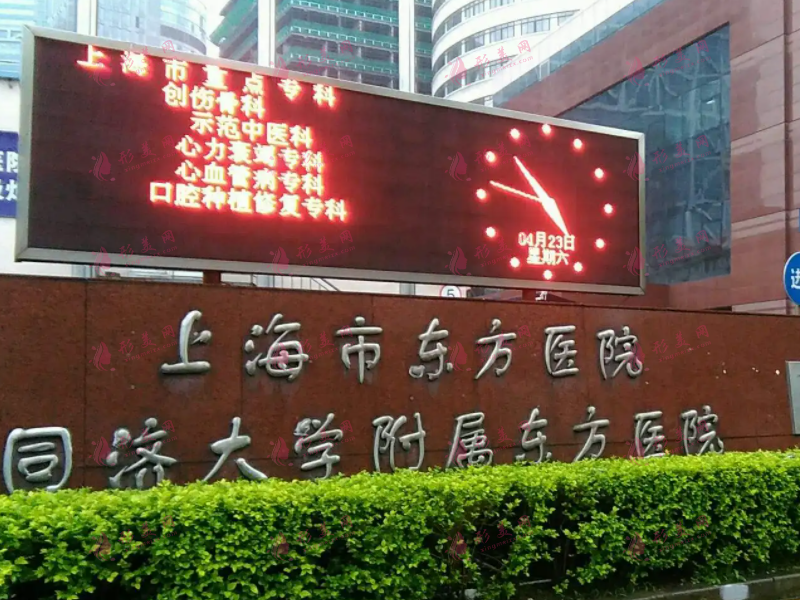 上海市重点专科
创伤骨科
示范中医科
心力衰竭专科
心血管病专科
口腔种植修复专科
04月23日
星期六
5
上海市东方医院
同济大学附属东方医院